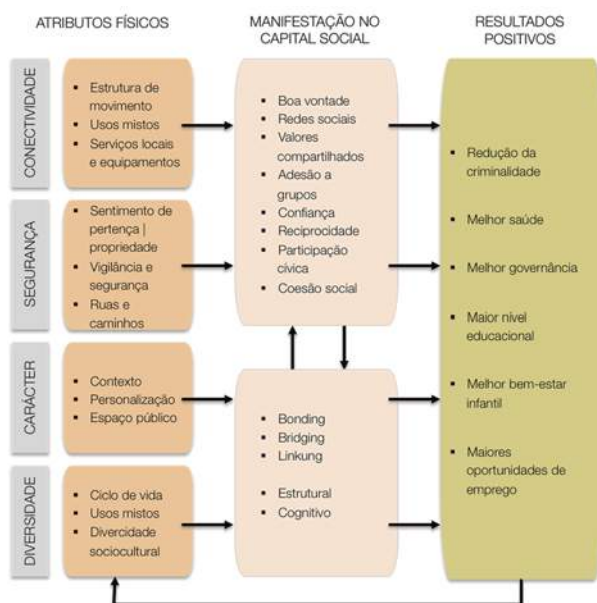 ATRIBUTOS FÍSICOS
MANIFESTAÇÃO NO
CAPITAL SOCIAL
RESULTADOS
POSITIVOS
CONECTIVIDADE
▪ Estrutura de
movimento
▪ Usos mistos
▪ Serviços locais
e equipamentos
SEGURANÇA
▪ Sentimento de
pertença |
propriedade
▪ Vigilância e
segurança
▪ Ruas e
caminhos
CARÁCTER
▪ Contexto
▪ Personalização
▪ Espaço público
DIVERSIDADE
▪ Ciclo de vida
▪ Usos mistos
▪ Divercidade
sociocultural
▪ Boa vontade
▪ Redes sociais
▪ Valores
compartilhados
▪ Adesão a
grupos
▪ Confiança
▪ Reciprocidade
▪ Participação
cívica
▪ Coesão social
▪ Bonding
▪ Bridging
▪ Linkung
▪ Estrutural
▪ Cognitivo
▪ Redução da
criminalidade
▪ Melhor saúde
▪ Melhor governância
▪ Maior nível
educacional
▪ Melhor bem-estar
infantil
▪ Maiores
oportunidades de
emprego